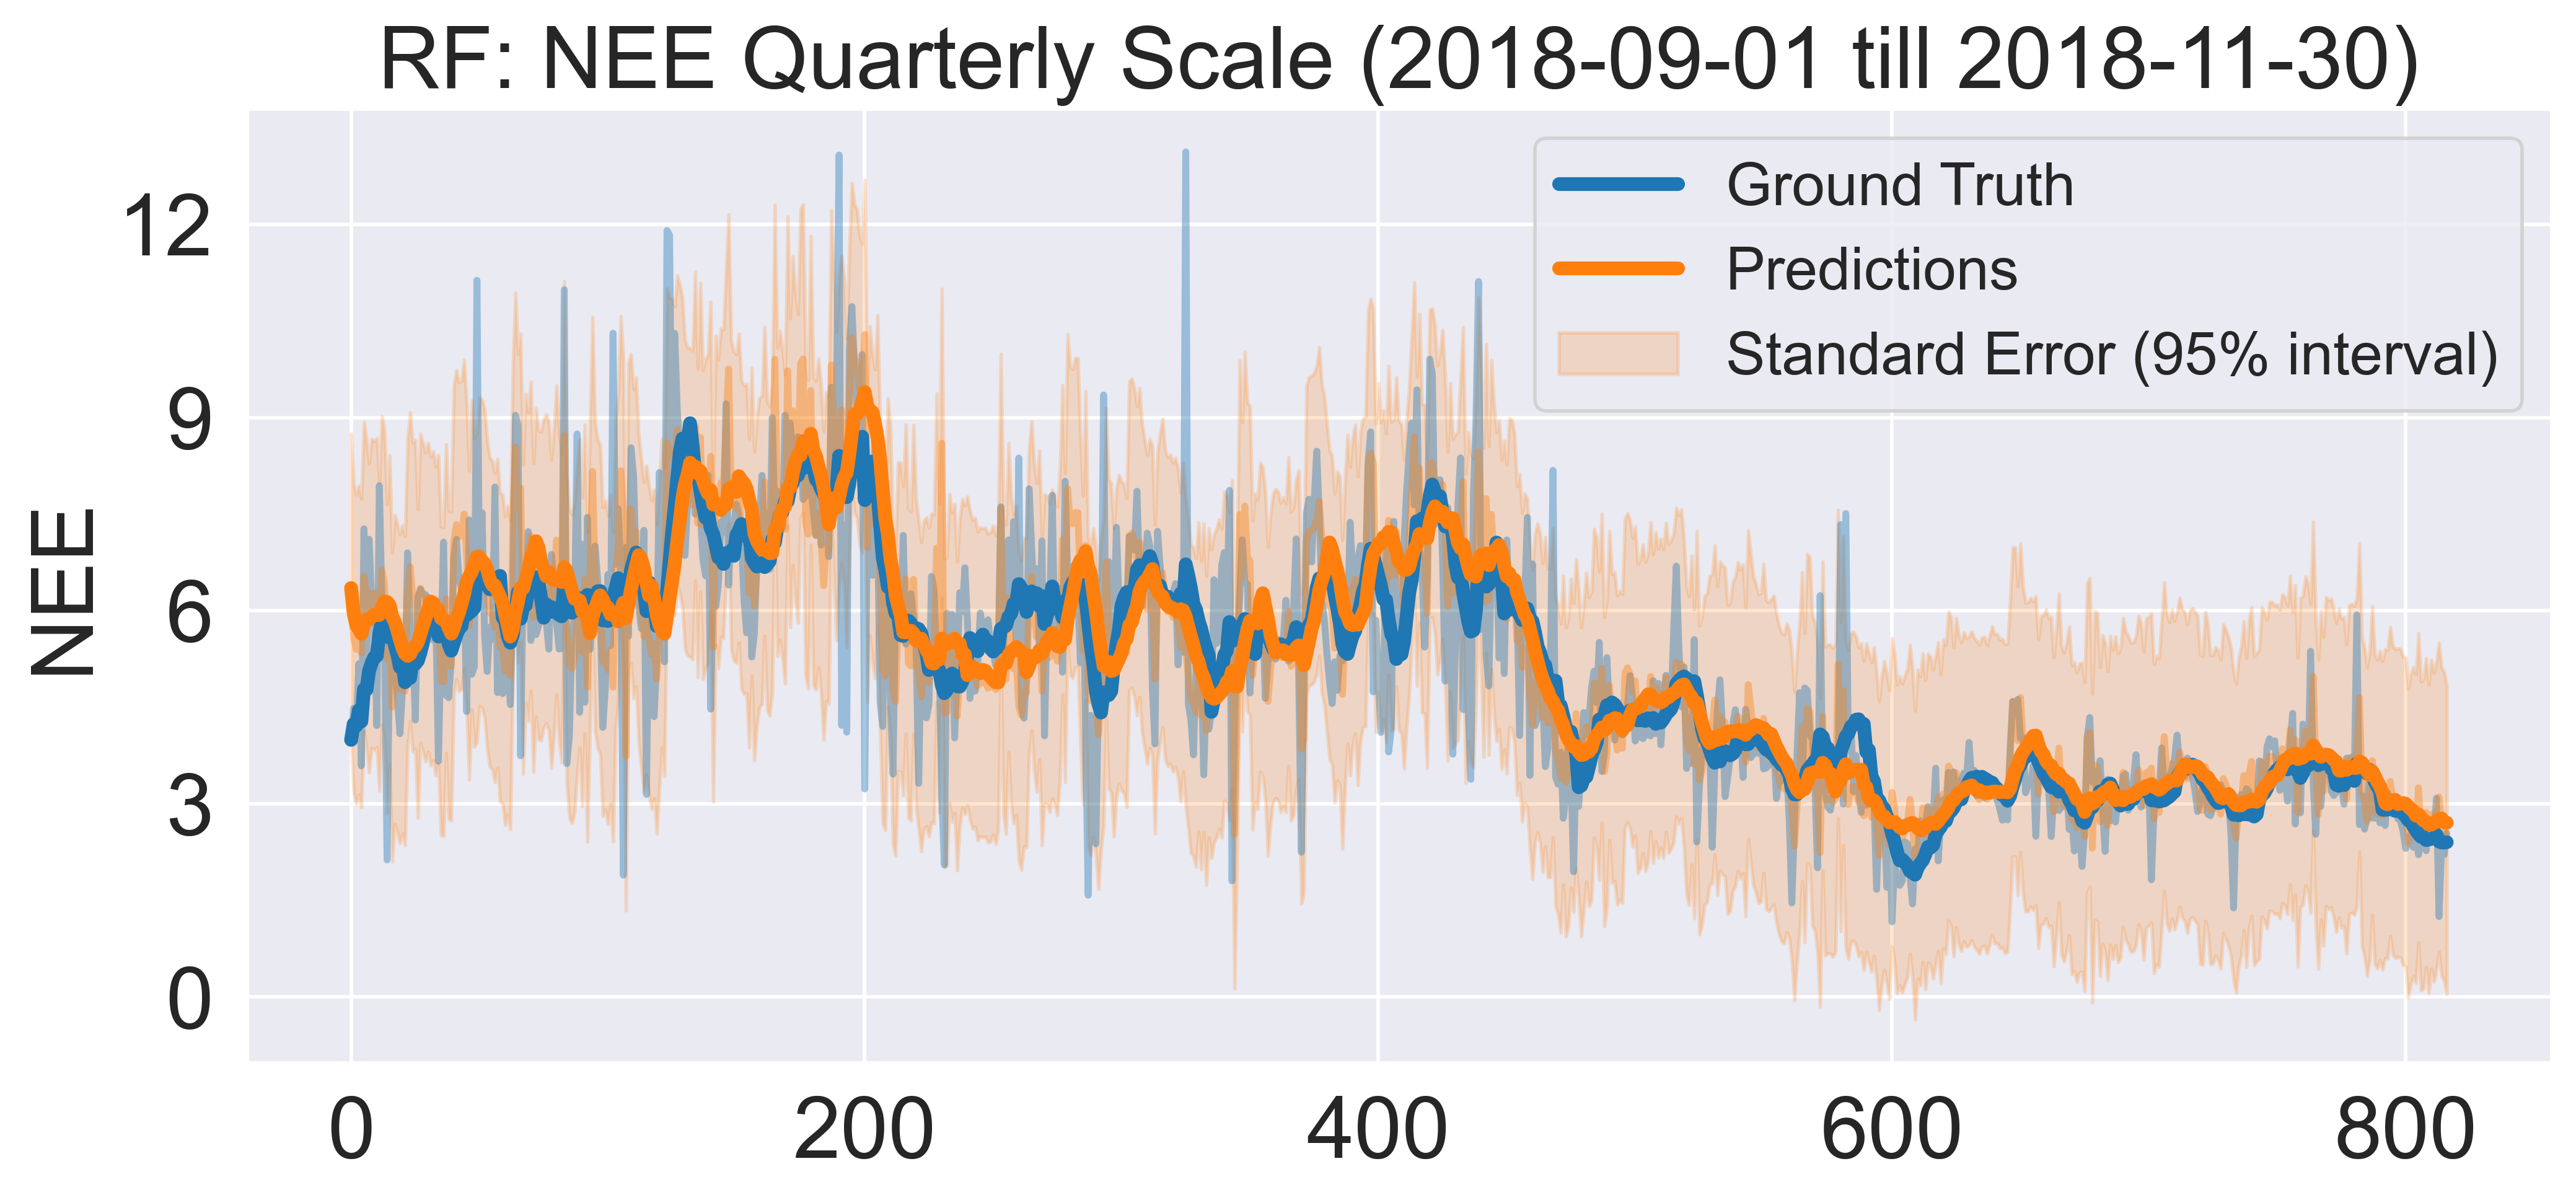 RF: NEE Quarterly Scale (2018-09-01 till 2018-11-30)
Ground Truth
Predictions
Standard Error (95% interval)
NEE
12
9
6
3
0
0 200 400 600 800